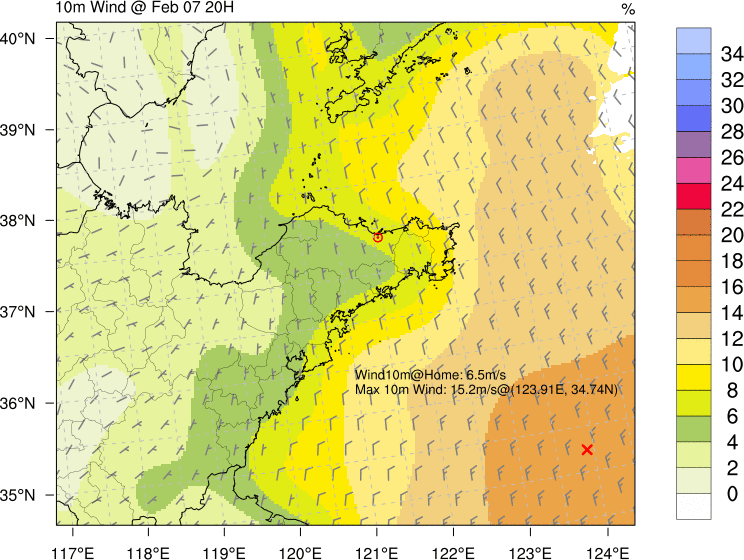 10m Wind @ Feb 07 20H
%
40°N
39°N
38°N
37°N
36°N
35°N
117°E
118°E
119°E
120°E
121°E
122°E
123°E
124°E
Wind10m@Home: 6.5m/s
Max 10m Wind: 15.2m/s@(123.91E, 34.74N)
34
32
30
28
26
24
22
20
18
16
14
12
10
8
6
4
2
0